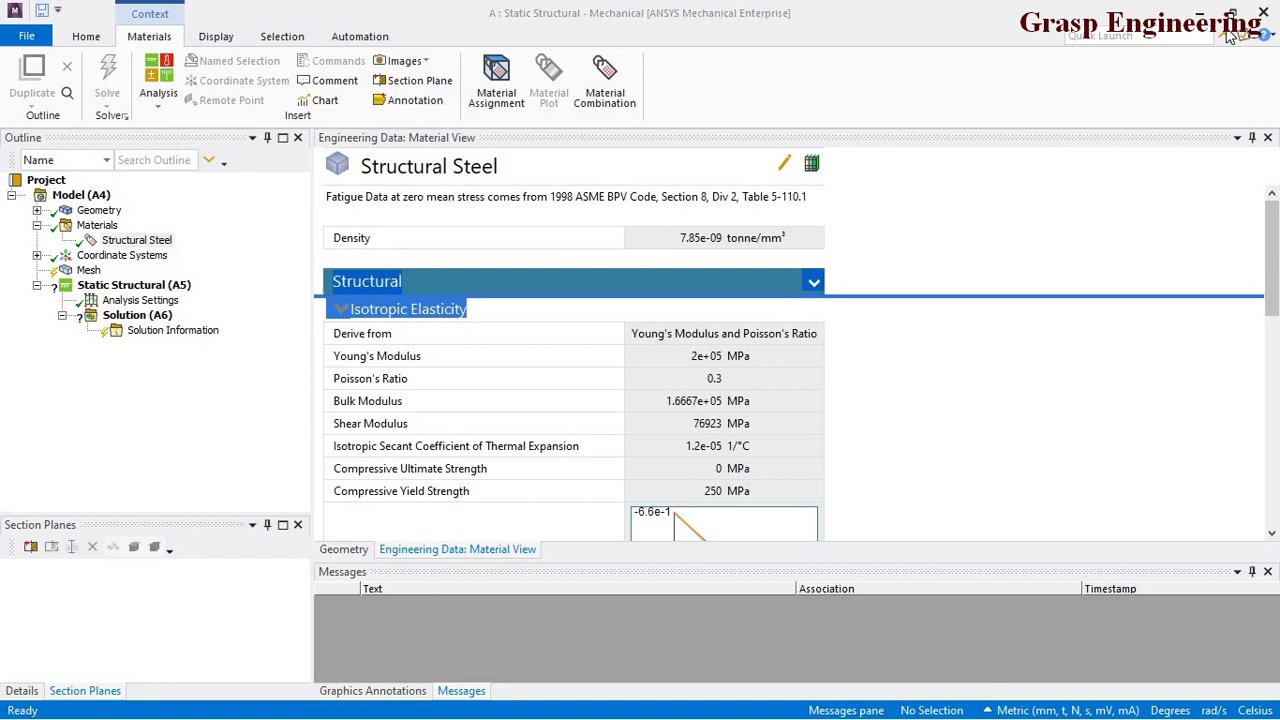 Context
A : Static Structural - Mechanical [ANSYS Mechanical Enterprise]
Grasp Engineering
File
Home
Materials
Display
Selection
Automation
Quick Launch
Duplicate
Outline
Solve
Solver
Analysis
Named Selection
Coordinate System
Remote Point
Commands
Comment
Chart
Images
Section Plane
Annotation
Insert
Material Assignment
Material Plot
Material Combination
Outline
Name
Search Outline
Project
Model (A4)
Geometry
Materials
Structural Steel
Coordinate Systems
Mesh
Static Structural (A5)
Analysis Settings
Solution (A6)
Solution Information
Section Planes
Details
Section Planes
Engineering Data: Material View
Structural Steel
Fatigue Data at zero mean stress comes from 1998 ASME BPV Code, Section 8, Div 2, Table 5-110.1
Density 7.85e-09 tonne/mm³
Structural
Isotropic Elasticity
Derive from Young's Modulus and Poisson's Ratio
Young's Modulus 2e+05 MPa
Poisson's Ratio 0.3
Bulk Modulus 1.6667e+05 MPa
Shear Modulus 76923 MPa
Isotropic Secant Coefficient of Thermal Expansion 1.2e-05 1/°C
Compressive Ultimate Strength 0 MPa
Compressive Yield Strength 250 MPa
-6.6e-1
Geometry
Engineering Data: Material View
Messages
Text Association Timestamp
Graphics Annotations
Messages
Ready
Messages pane
No Selection
Metric (mm, t, N, s, mV, mA)
Degrees
rad/s
Celsius